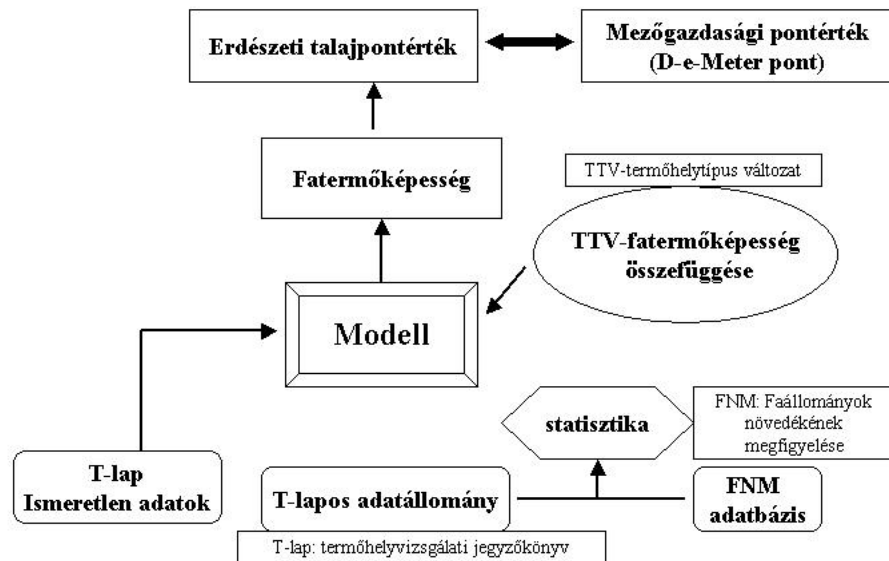 Erdészeti talajpontérték
Mezőgazdasági pontérték
(D-e-Meter pont)
Fatermőképesség
TTV-termőhelytípus változat
TTV-fatermőképesség
összefüggése
Modell
statisztika
FNM: Faállományok
növedékének
megfigyelése
T-lap
Ismeretlen adatok
T-lapos adatállomány
FNM
adatbázis
T-lap: termőhelyvizsgálati jegyzőkönyv